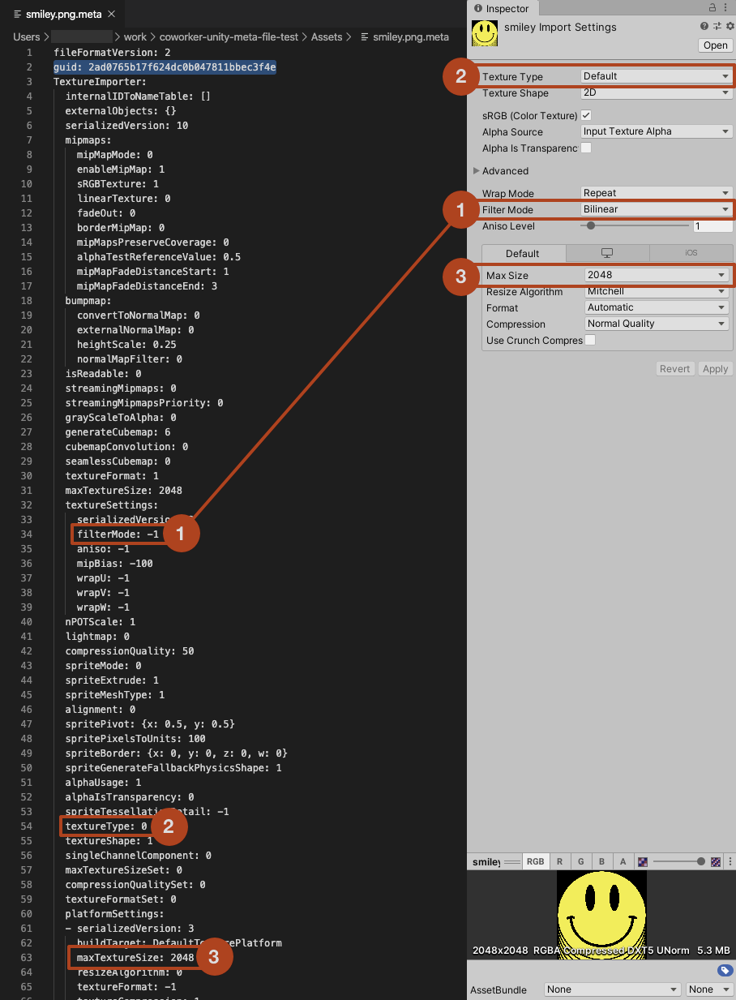 smiley.png.meta
Users > > work > coworker-unity-meta-file-test > Assets > smiley.png.meta
1 fileFormatVersion: 2
2 guid: 2ad0765b17f624dc0b047811bbec3f4e
3 TextureImporter:
4 internalIDToNameTable: []
5 externalObjects: {}
6 serializedVersion: 10
7 mipmaps:
8 mipMapMode: 0
9 enableMipMap: 1
10 sRGBTexture: 1
11 linearTexture: 0
12 fadeOut: 0
13 borderMipMap: 0
14 mipMapsPreserveCoverage: 0
15 alphaTestReferenceValue: 0.5
16 mipMapFadeDistanceStart: 1
17 mipMapFadeDistanceEnd: 3
18 bumpmap:
19 convertToNormalMap: 0
20 externalNormalMap: 0
21 heightScale: 0.25
22 normalMapFilter: 0
23 isReadable: 0
24 streamingMipmaps: 0
25 streamingMipmapsPriority: 0
26 grayScaleToAlpha: 0
27 generateCubemap: 6
28 cubemapConvolution: 0
29 seamlessCubemap: 0
30 textureFormat: 1
31 maxTextureSize: 2048
32 textureSettings:
33 serializedVersio
34 filterMode: -1 1
35 aniso: -1
36 mipBias: -100
37 wrapU: -1
38 wrapV: -1
39 wrapW: -1
40 nPOTScale: 1
41 lightmap: 0
42 compressionQuality: 50
43 spriteMode: 0
44 spriteExtrude: 1
45 spriteMeshType: 1
46 alignment: 0
47 spritePivot: {x: 0.5, y: 0.5}
48 spritePixelsToUnits: 100
49 spriteBorder: {x: 0, y: 0, z: 0, w: 0}
50 spriteGenerateFallbackPhysicsShape: 1
51 alphaUsage: 1
52 alphaIsTransparency: 0
53 spriteTessellati etail: -1
54 textureType: 0 2
55 textureShape: 1
56 singleChannelComponent: 0
57 maxTextureSizeSet: 0
58 compressionQualitySet: 0
59 textureFormatSet: 0
60 platformSettings:
61 - serializedVersion: 3
62 buildTarget: DefaultTexturePlatform
63 maxTextureSize: 2048 3
64 resizeAlgorithm: 0
65 textureFormat: -1
66 textureCompression: 1
Inspector
smiley Import Settings
Open
2 Texture Type Default
Texture Shape 2D
sRGB (Color Texture)
Alpha Source Input Texture Alpha
Alpha Is Transparenc
Advanced
Wrap Mode Repeat
1 Filter Mode Bilinear
Aniso Level 1
Default iOS
3 Max Size 2048
Resize Algorithm Mitchell
Format Automatic
Compression Normal Quality
Use Crunch Compres
Revert Apply
smiley RGB R G B A
2048x2048 RGBA Compressed DXT5 UNorm 5.3 MB
AssetBundle None None